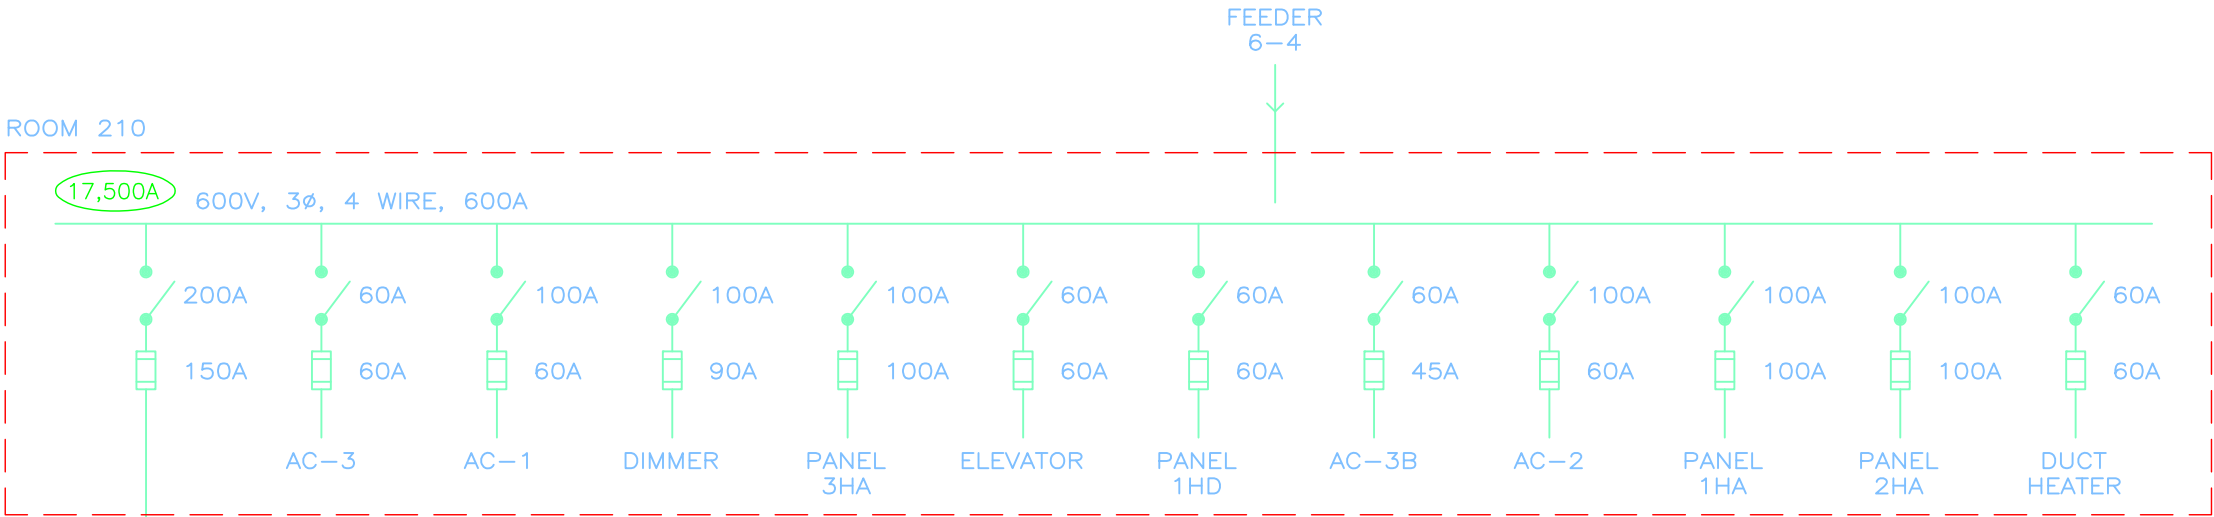 FEEDER
6-4
ROOM 210
17,500A
600V, 3ø, 4 WIRE, 600A
200A 60A 100A 100A 100A 60A 60A 60A 100A 100A 100A 60A
150A 60A 60A 90A 100A 60A 60A 45A 60A 100A 100A 60A
AC-3 AC-1 DIMMER PANEL ELEVATOR PANEL AC-3B AC-2 PANEL PANEL DUCT
3HA 1HD 1HA 2HA HEATER